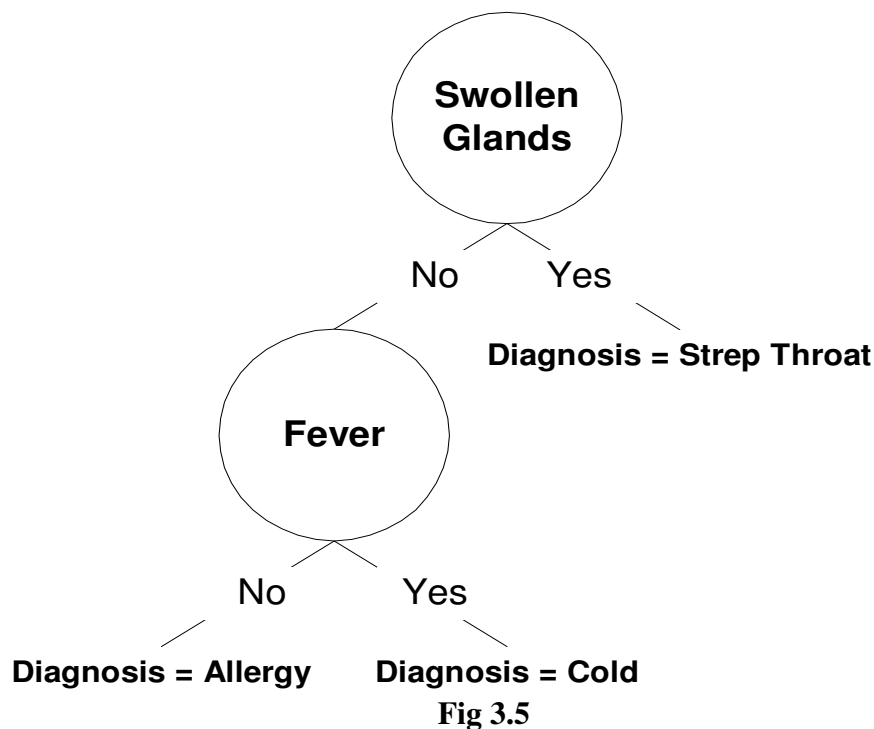 Swollen
Glands
No
Yes
Diagnosis = Strep Throat
Fever
No
Yes
Diagnosis = Allergy
Diagnosis = Cold
Fig 3.5